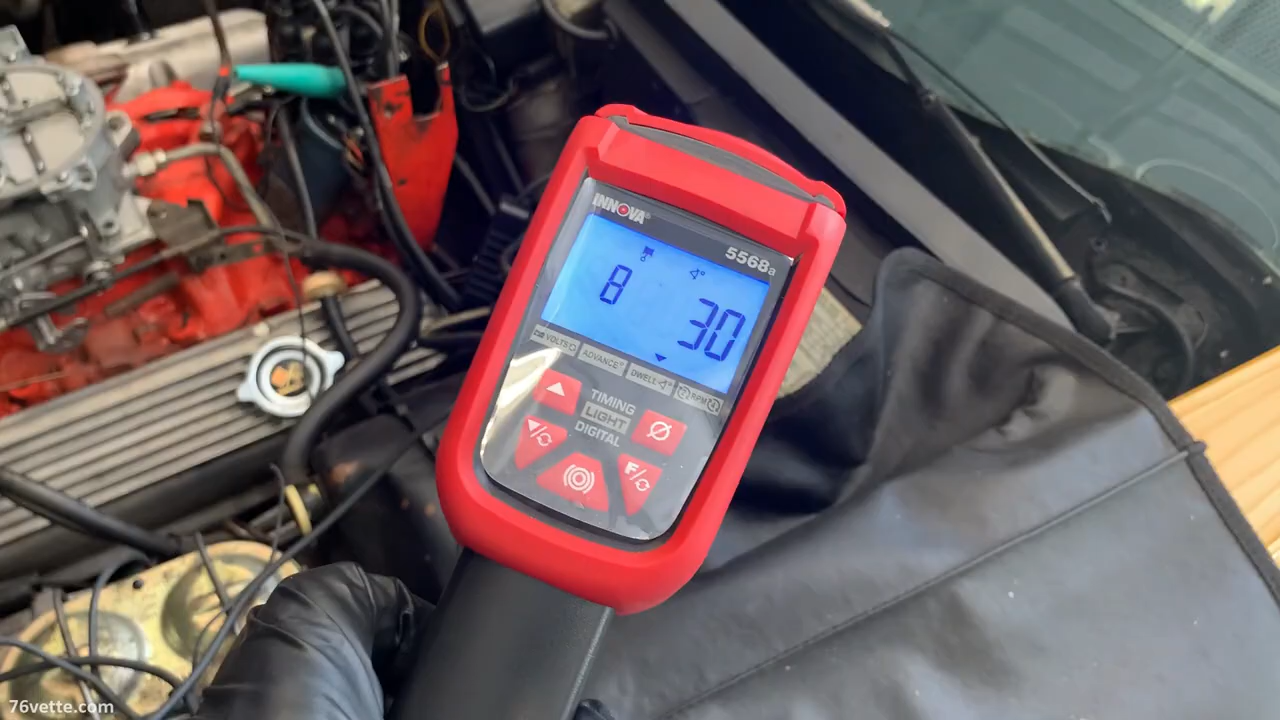 INNOVA®
5568a
8 30
VOLTS
ADVANCE°
DWELL
RPM
TIMING
LIGHT
DIGITAL
F/
76vette.com